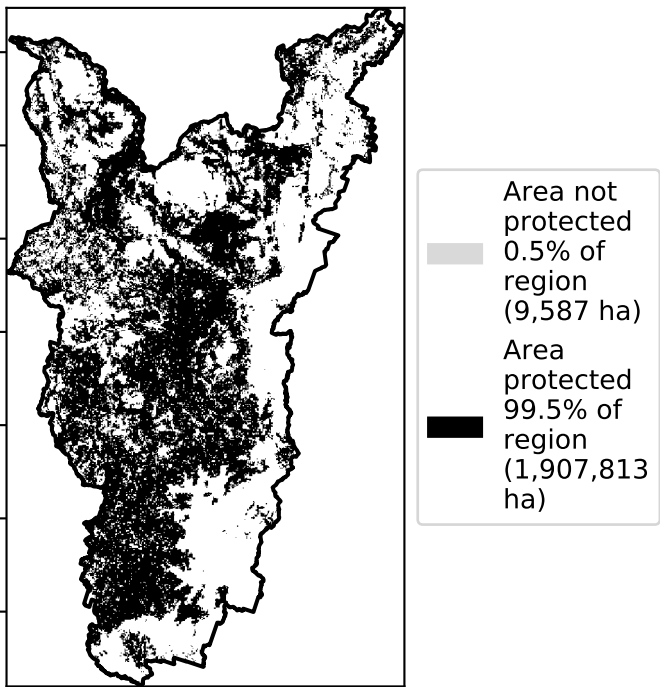 Area not
protected
0.5% of
region
(9,587 ha)
Area
protected
99.5% of
region
(1,907,813
ha)